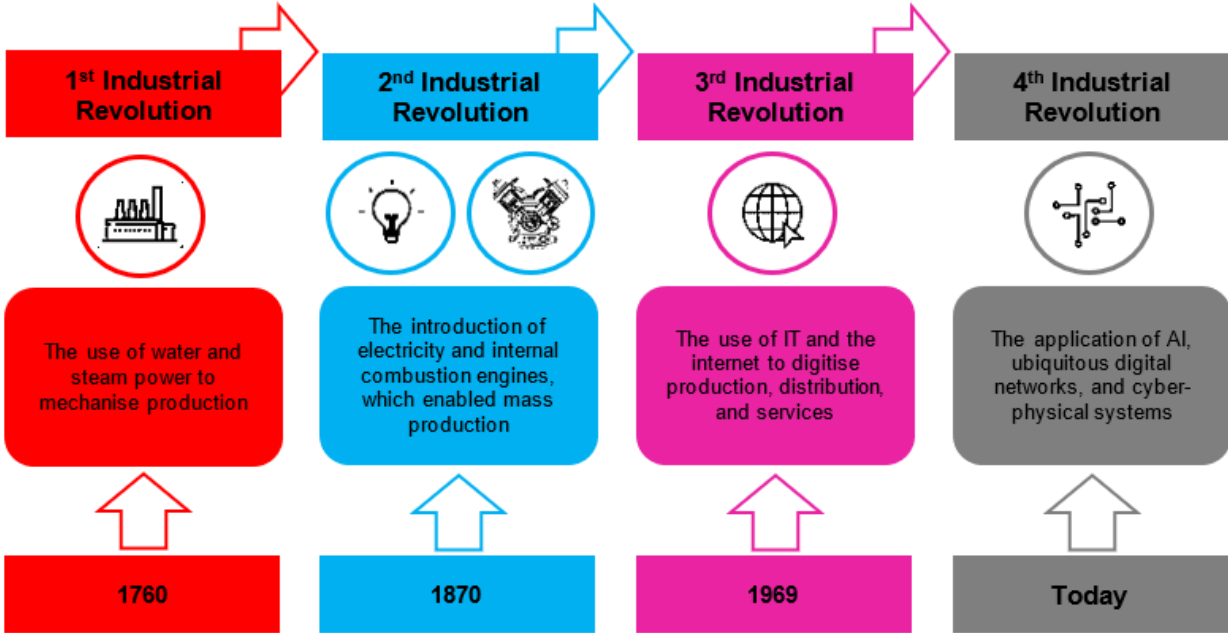 1st Industrial
Revolution
2nd Industrial
Revolution
3rd Industrial
Revolution
4th Industrial
Revolution
The use of water and
steam power to
mechanise production
The introduction of
electricity and internal
combustion engines,
which enabled mass
production
The use of IT and the
internet to digitise
production, distribution,
and services
The application of AI,
ubiquitous digital
networks, and cyber-
physical systems
1760
1870
1969
Today